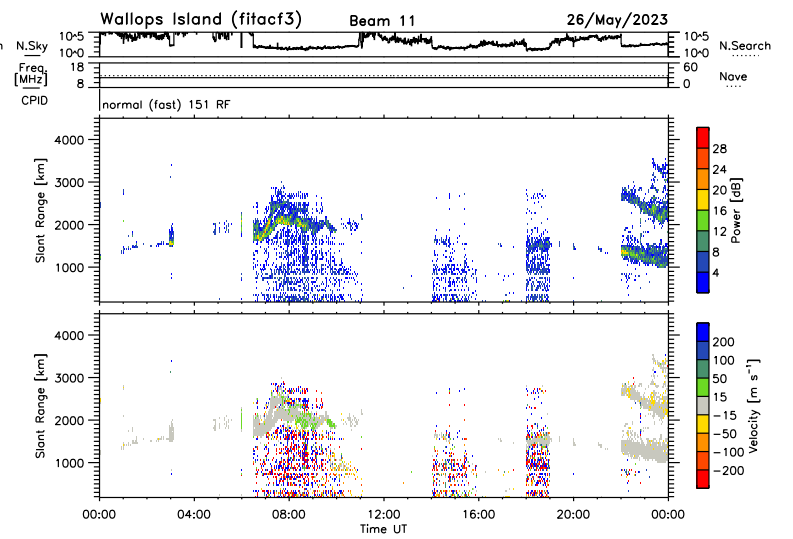 Wallops Island (fitacf3) Beam 11 26/May/2023
n N.Sky 10^5 10^0 10^5 10^0 N.Search
Freq. [MHz] 18 8 60 0 Nave
CPID normal (fast) 151 RF
Slant Range [km] 4000 3000 2000 1000
28 24 20 16 12 8 4 Power [dB]
Slant Range [km] 4000 3000 2000 1000
200 100 50 15 −15 −50 −100 −200 Velocity [m s⁻¹]
00:00 04:00 08:00 12:00 16:00 20:00 00:00
Time UT